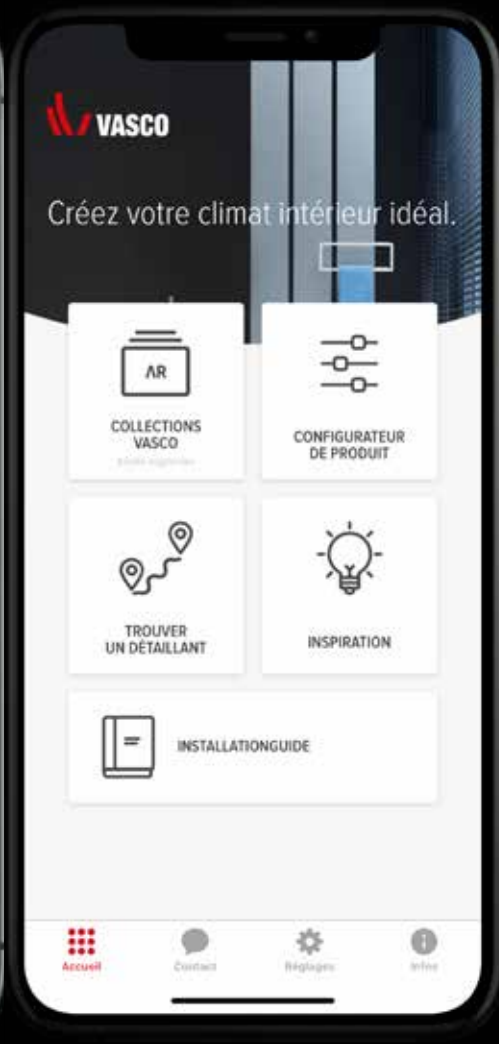 VASCO
Créez votre climat intérieur idéal.
AR
COLLECTIONS
VASCO
CONFIGURATEUR
DE PRODUIT
TROUVER
UN DÉTAILLANT
INSPIRATION
INSTALLATIONGUIDE
Accueil
Contact
Réglages
Infos